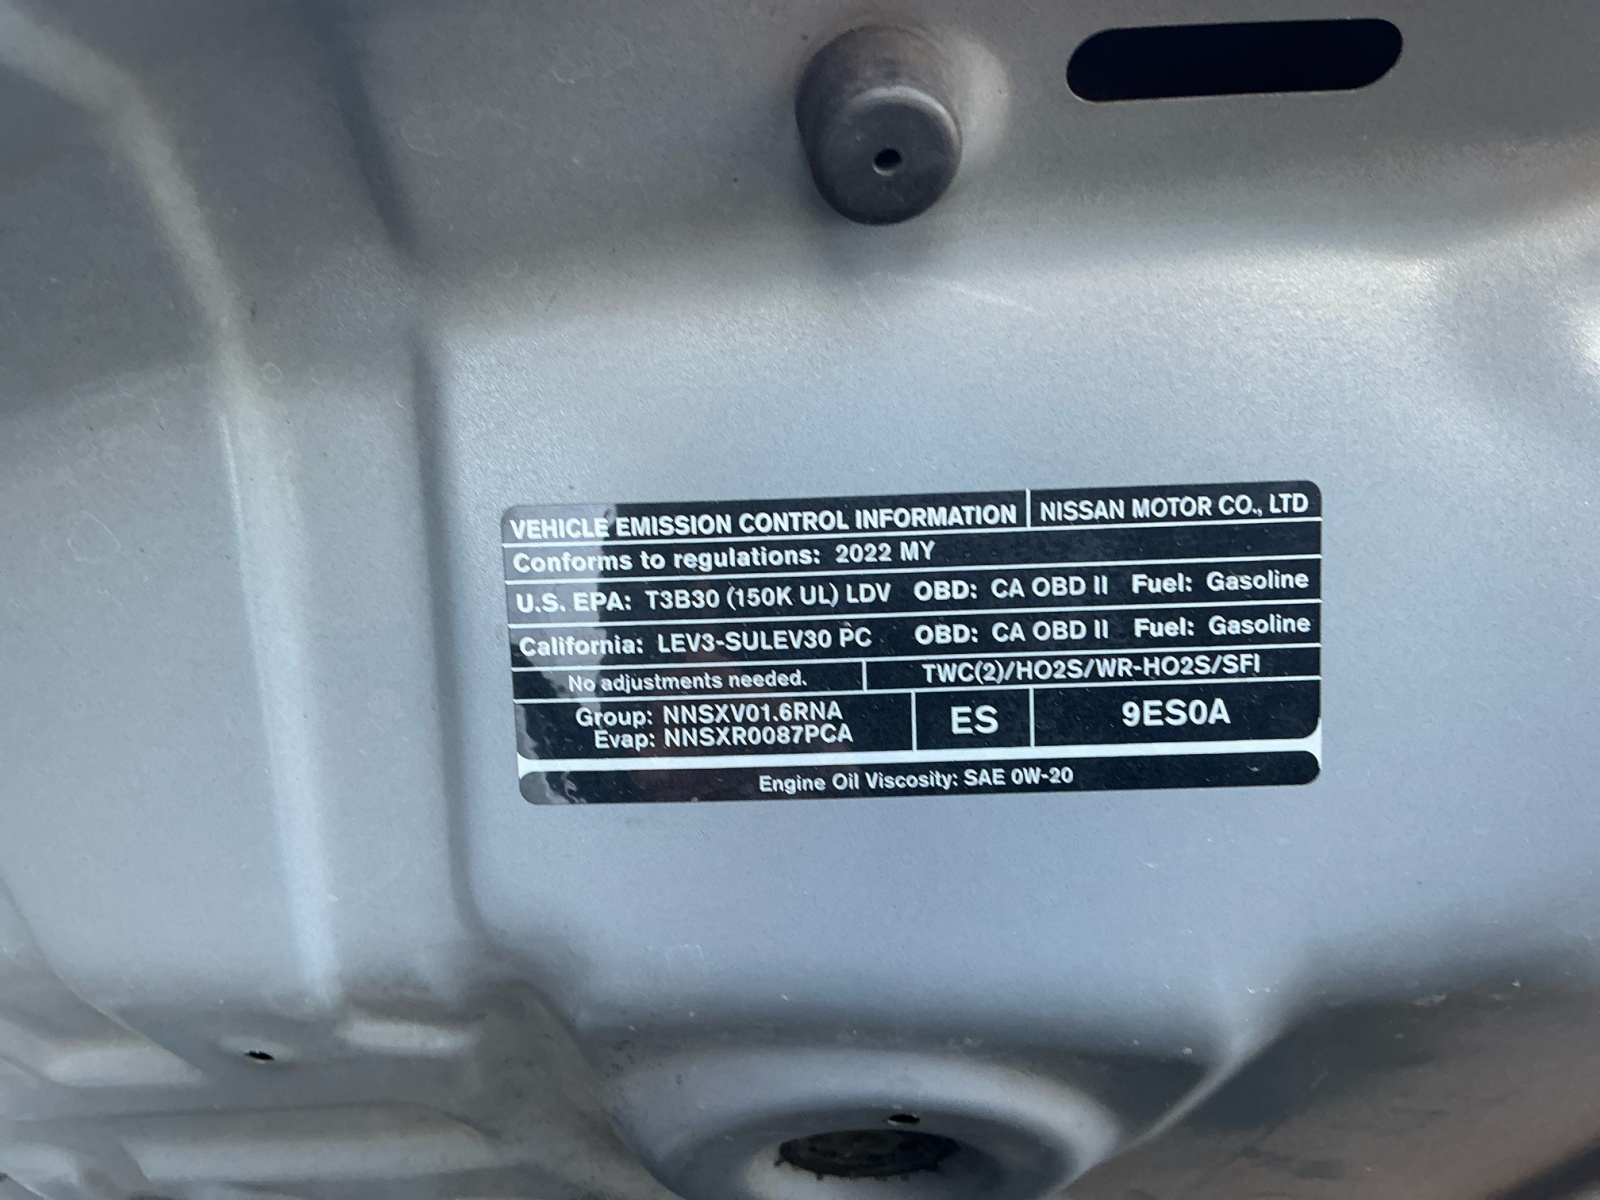 VEHICLE EMISSION CONTROL INFORMATION NISSAN MOTOR CO., LTD
Conforms to regulations: 2022 MY
U.S. EPA: T3B30 (150K UL) LDV OBD: CA OBD II Fuel: Gasoline
California: LEV3-SULEV30 PC OBD: CA OBD II Fuel: Gasoline
No adjustments needed. TWC(2)/HO2S/WR-HO2S/SFI
Group: NNSXV01.6RNA
Evap: NNSXR0087PCA
ES 9ES0A
Engine Oil Viscosity: SAE 0W-20